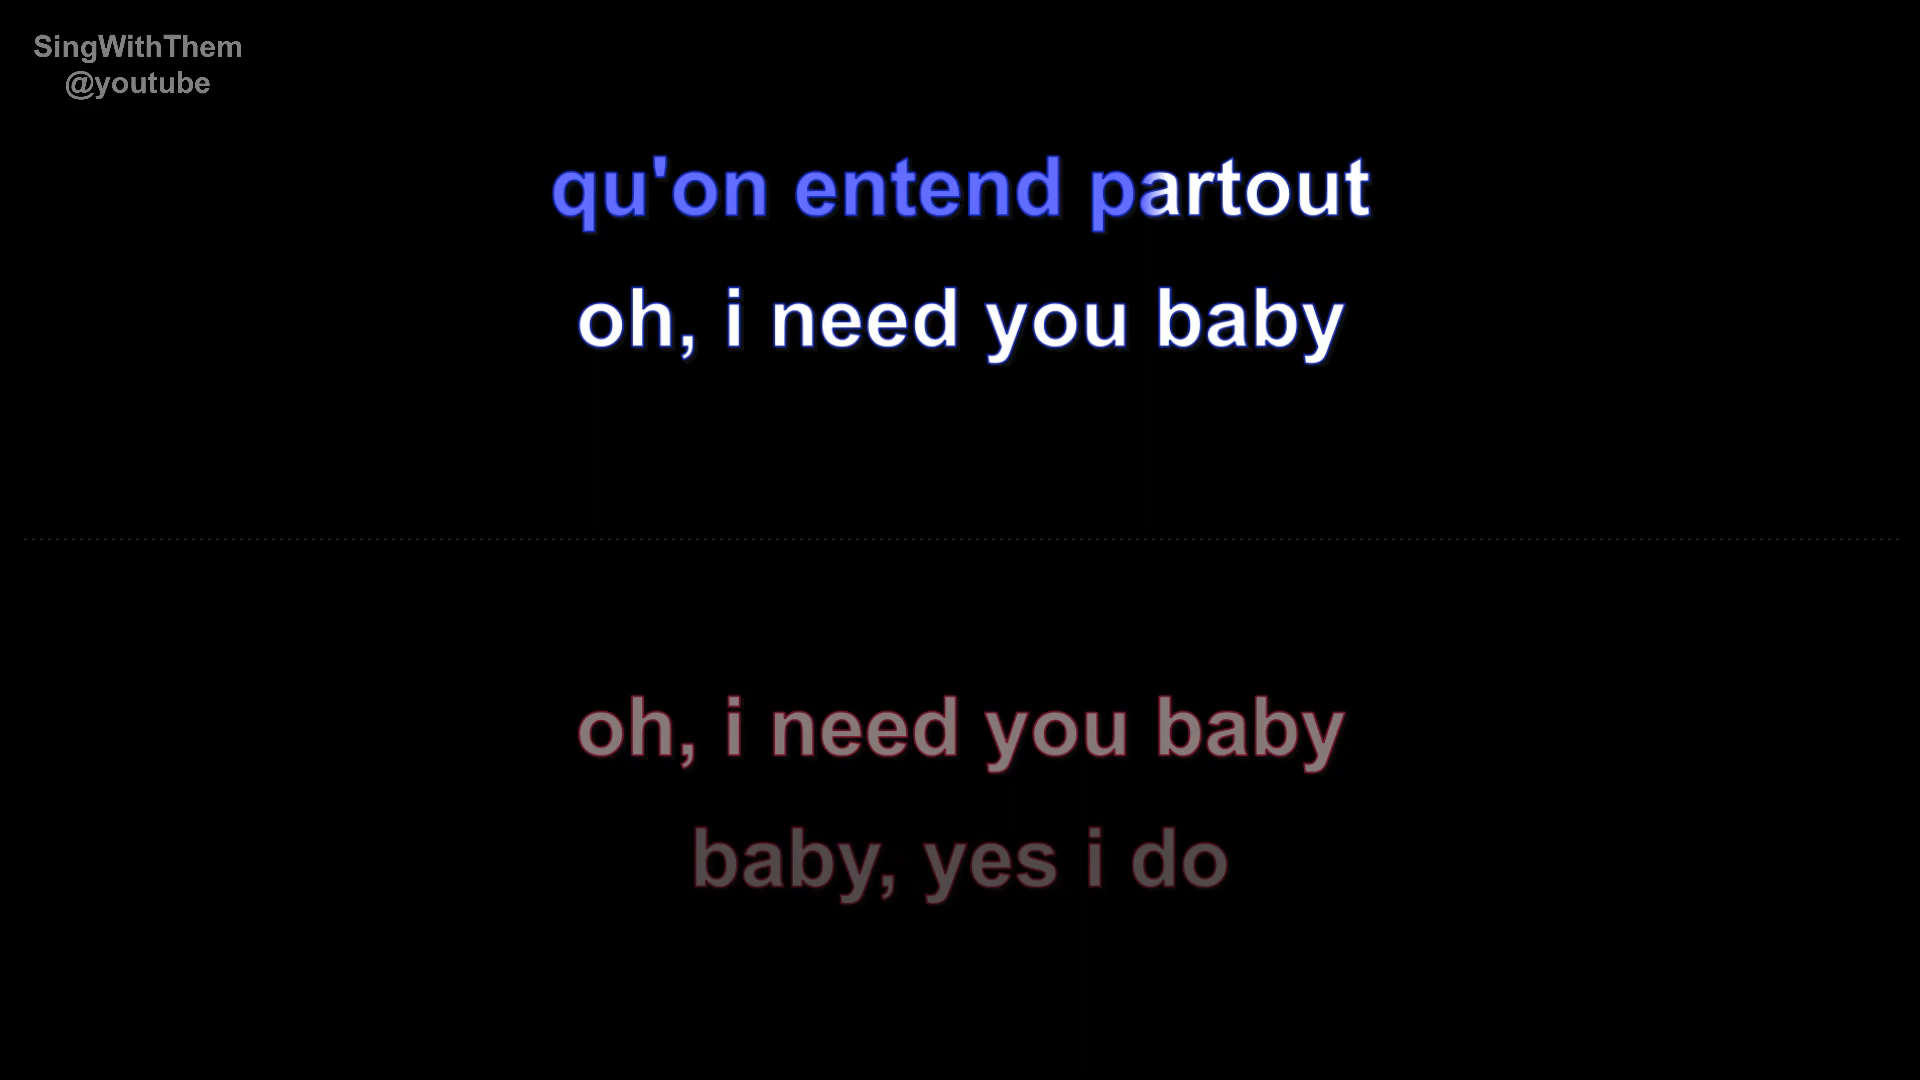 SingWithThem
@youtube
qu'on entend partout
oh, i need you baby
oh, i need you baby
baby, yes i do